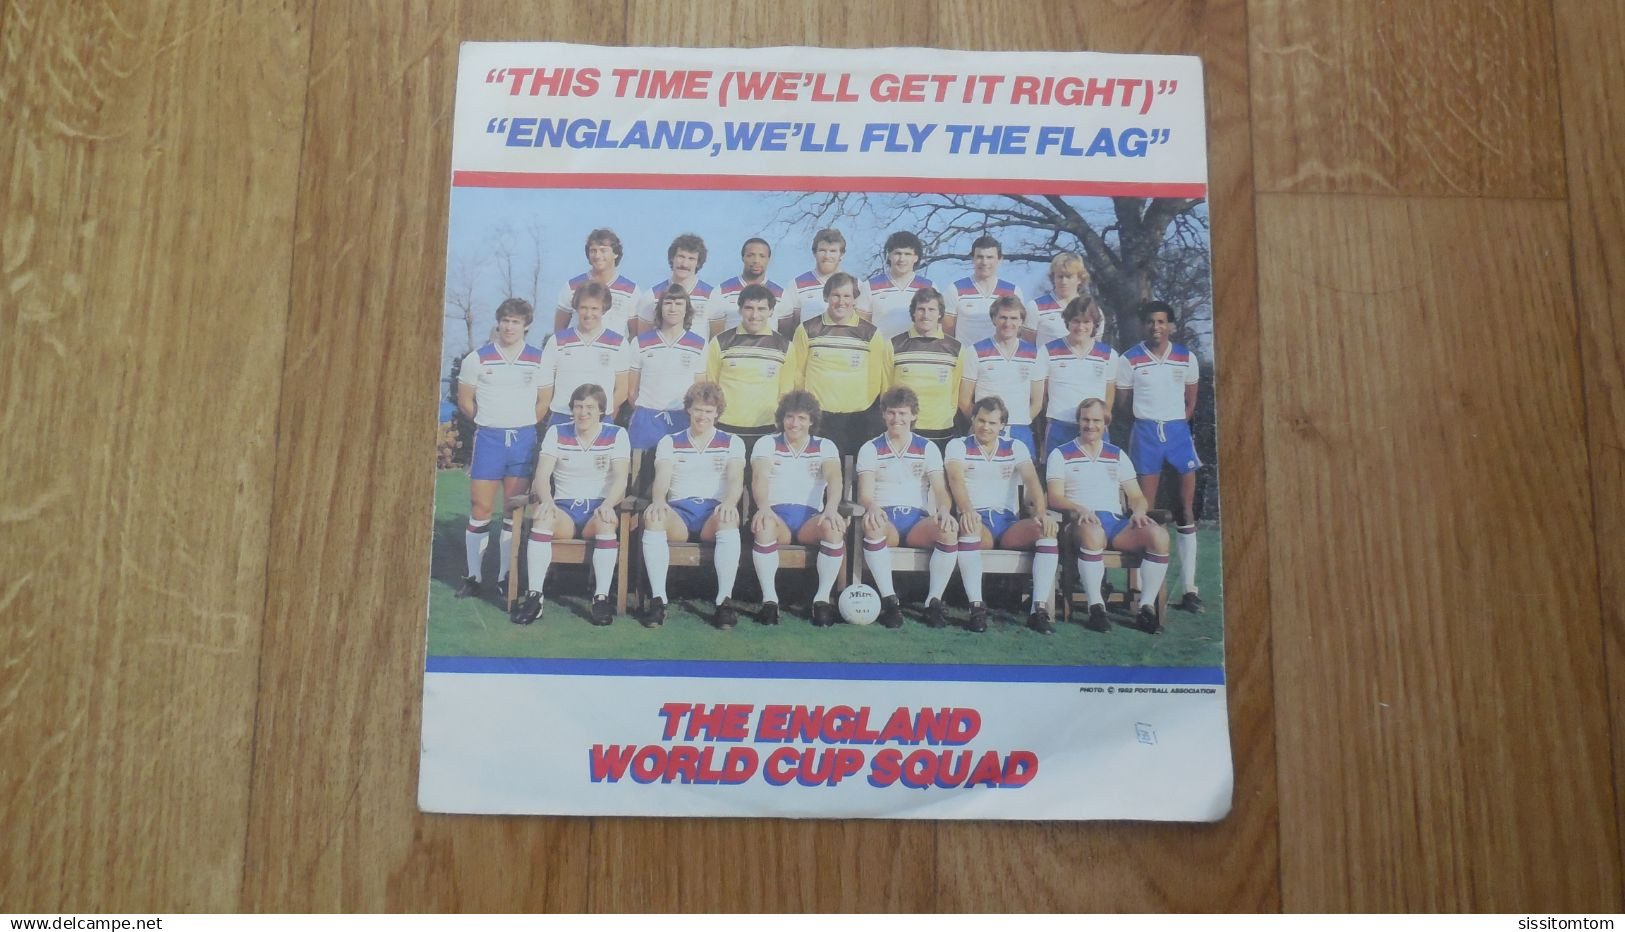 “THIS TIME (WE’LL GET IT RIGHT)”
“ENGLAND, WE’LL FLY THE FLAG”
Mitre
PHOTO: © 1982 FOOTBALL ASSOCIATION
THE ENGLAND
WORLD CUP SQUAD
www.delcampe.net
sissitomtom